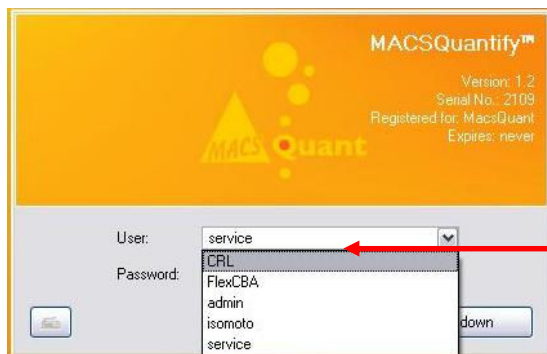 MACSQuantify™
Version: 1.2
Serial No.: 2109
Registered for: MacsQuant
Expires: never
MACS Quant
User: service
CRL
Password: FlexCBA
admin
isomoto
down
service